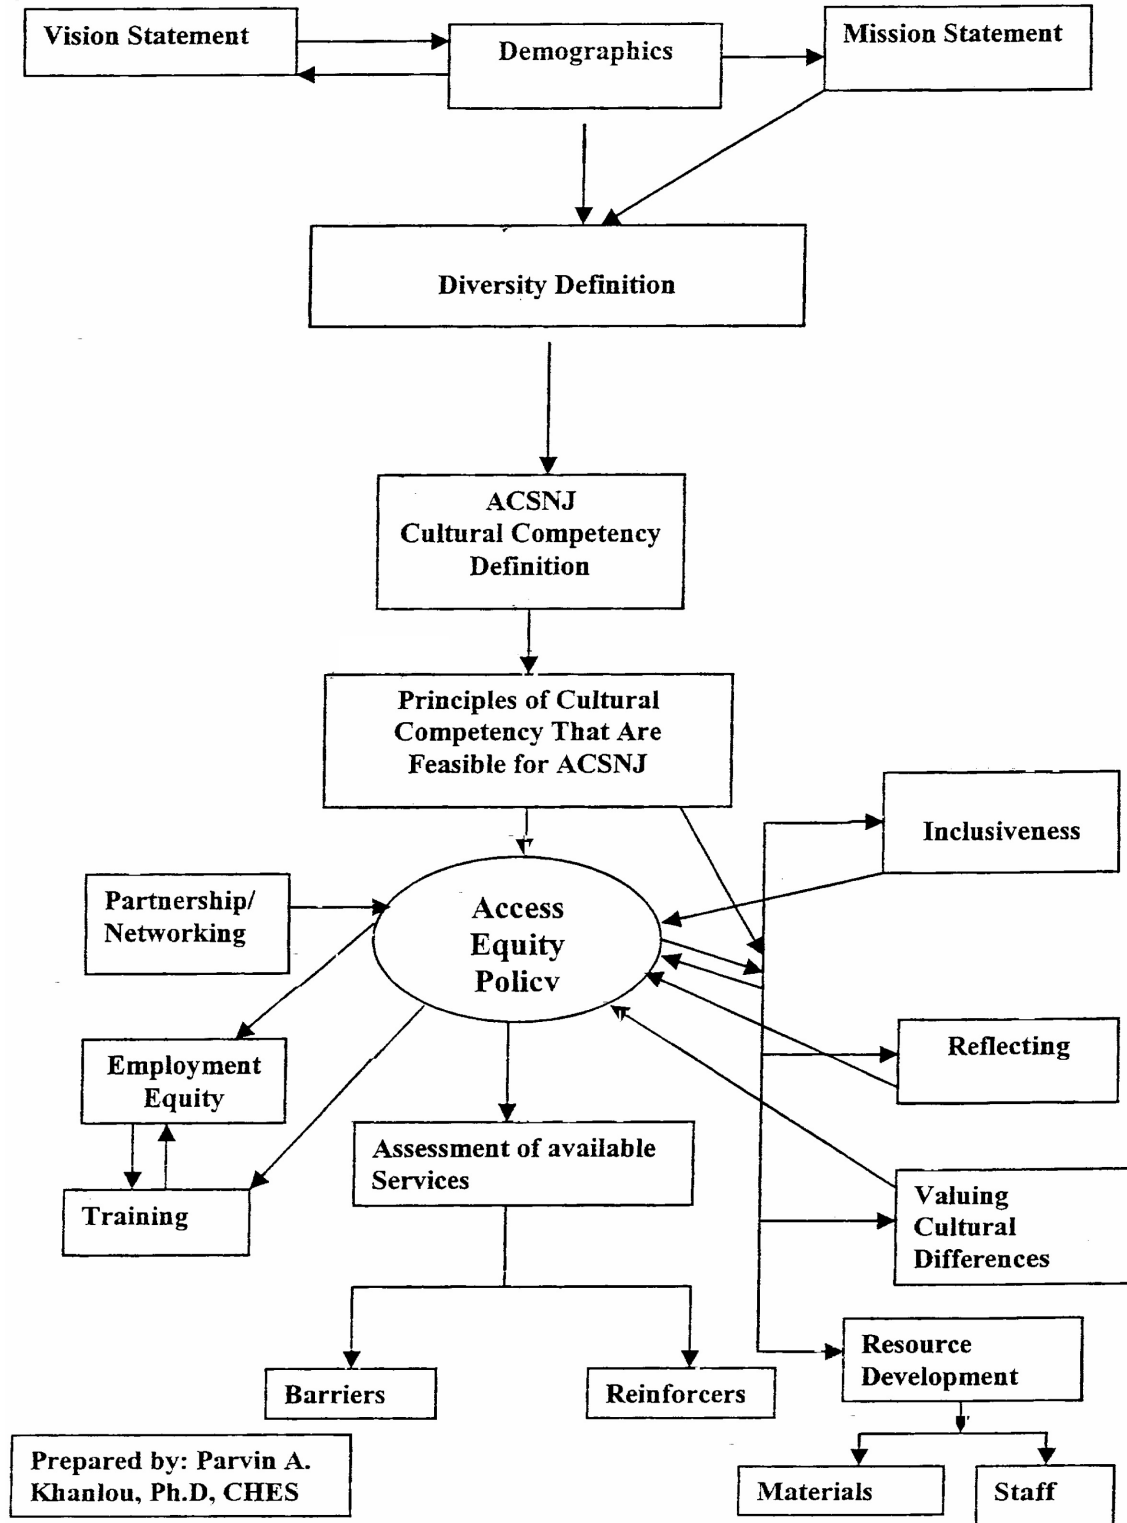 Vision Statement
Demographics
Mission Statement
Diversity Definition
ACSNJ
Cultural Competency
Definition
Principles of Cultural
Competency That Are
Feasible for ACSNJ
Inclusiveness
Partnership/
Networking
Access
Equity
Policy
Employment
Equity
Reflecting
Assessment of available
Services
Training
Valuing
Cultural
Differences
Resource
Development
Barriers
Reinforcers
Prepared by: Parvin A.
Khanlou, Ph.D, CHES
Materials
Staff